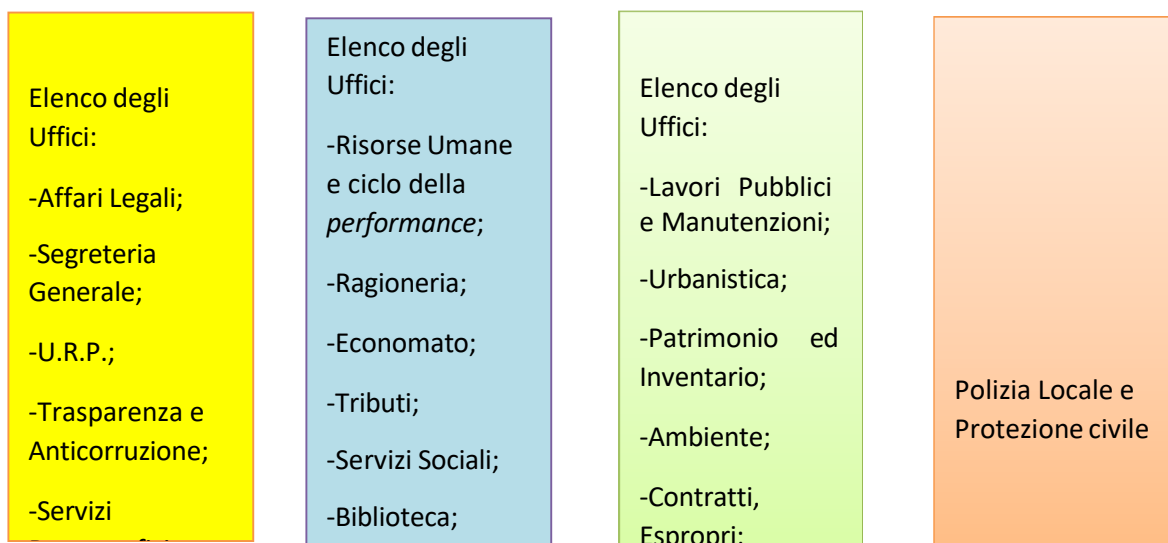 Elenco degli
Uffici:
-Affari Legali;
-Segreteria
Generale;
-U.R.P.;
-Trasparenza e
Anticorruzione;
-Servizi
Elenco degli
Uffici:
-Risorse Umane
e ciclo della
performance;
-Ragioneria;
-Economato;
-Tributi;
-Servizi Sociali;
-Biblioteca;
Elenco degli
Uffici:
-Lavori Pubblici
e Manutenzioni;
-Urbanistica;
-Patrimonio ed
Inventario;
-Ambiente;
-Contratti,
Espropri;
Polizia Locale e
Protezione civile